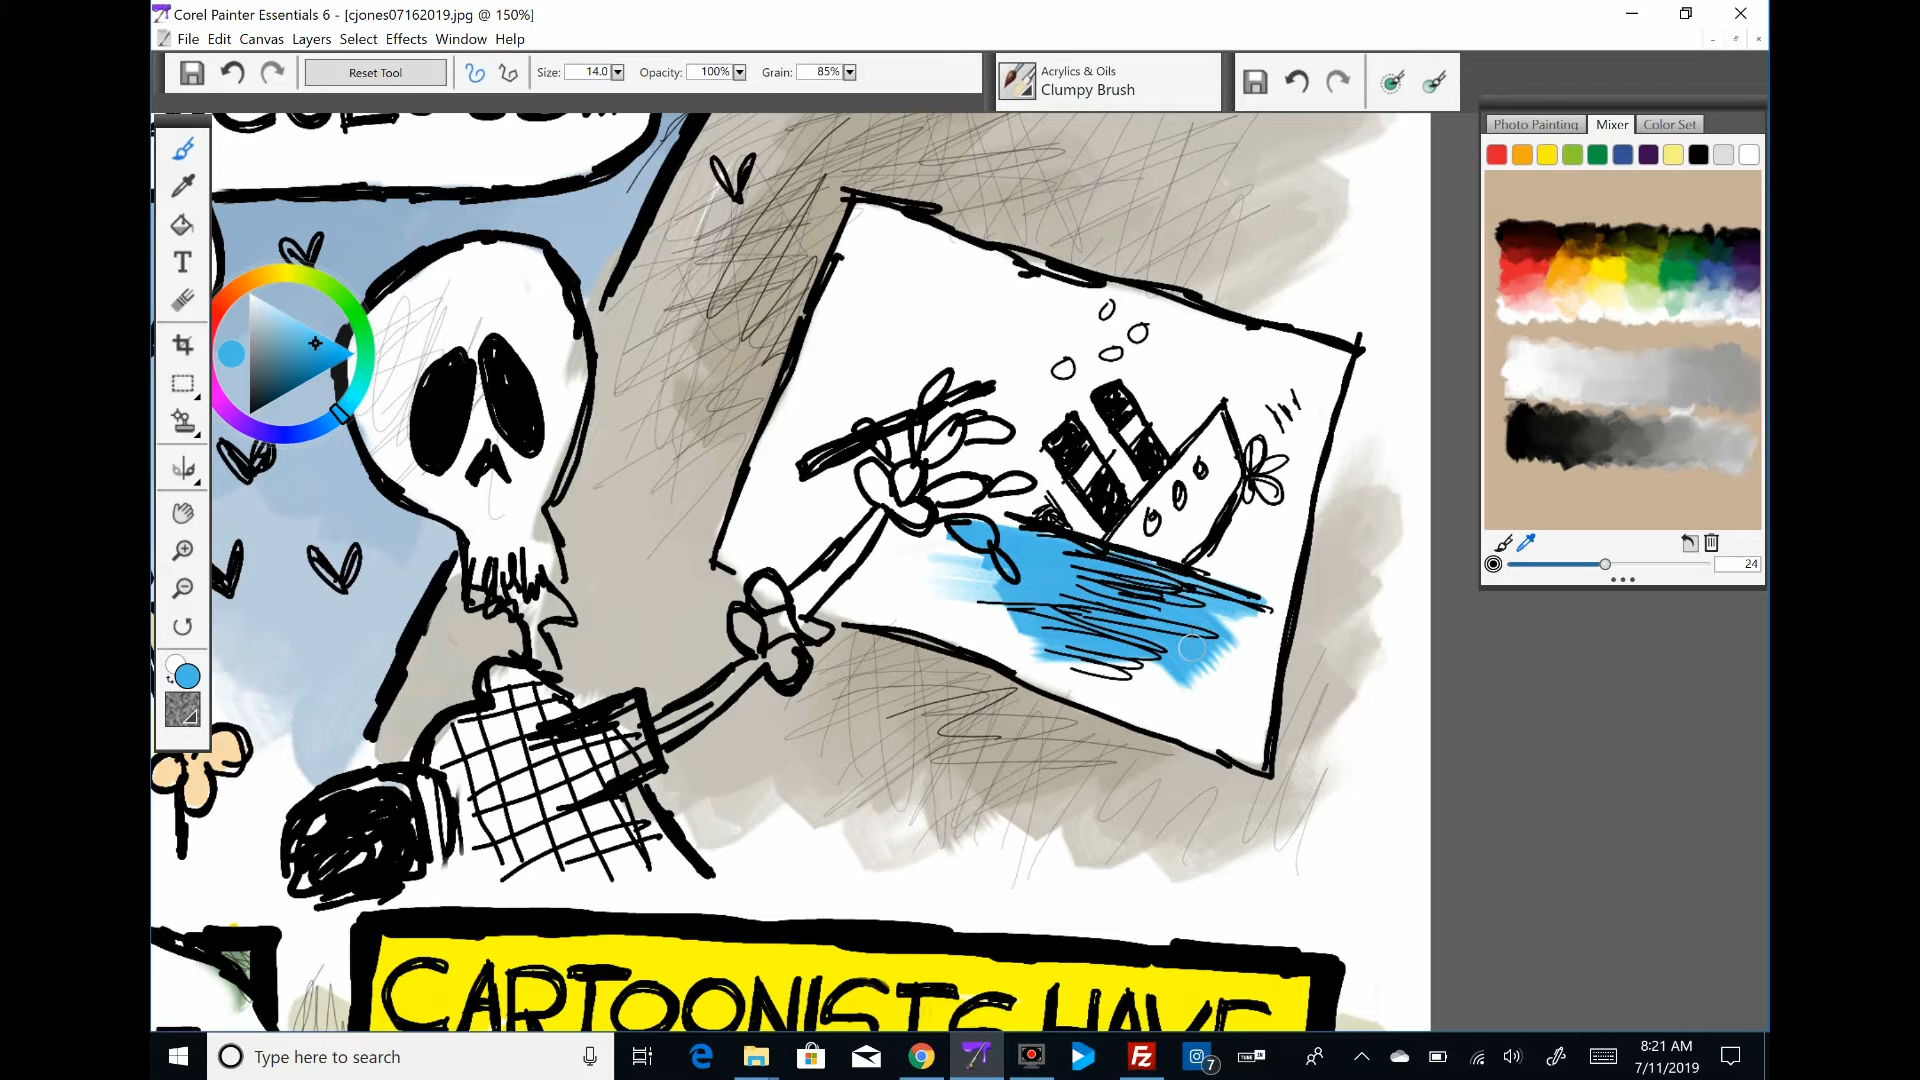 Corel Painter Essentials 6 - [cjones07162019.jpg @ 150%]
File Edit Canvas Layers Select Effects Window Help
Reset Tool Size: 14.0 Opacity: 100% Grain: 85%
Acrylics & Oils
Clumpy Brush
Photo Painting Mixer Color Set
24
CARTOONISTS HAVE
Type here to search
7
8:21 AM
7/11/2019